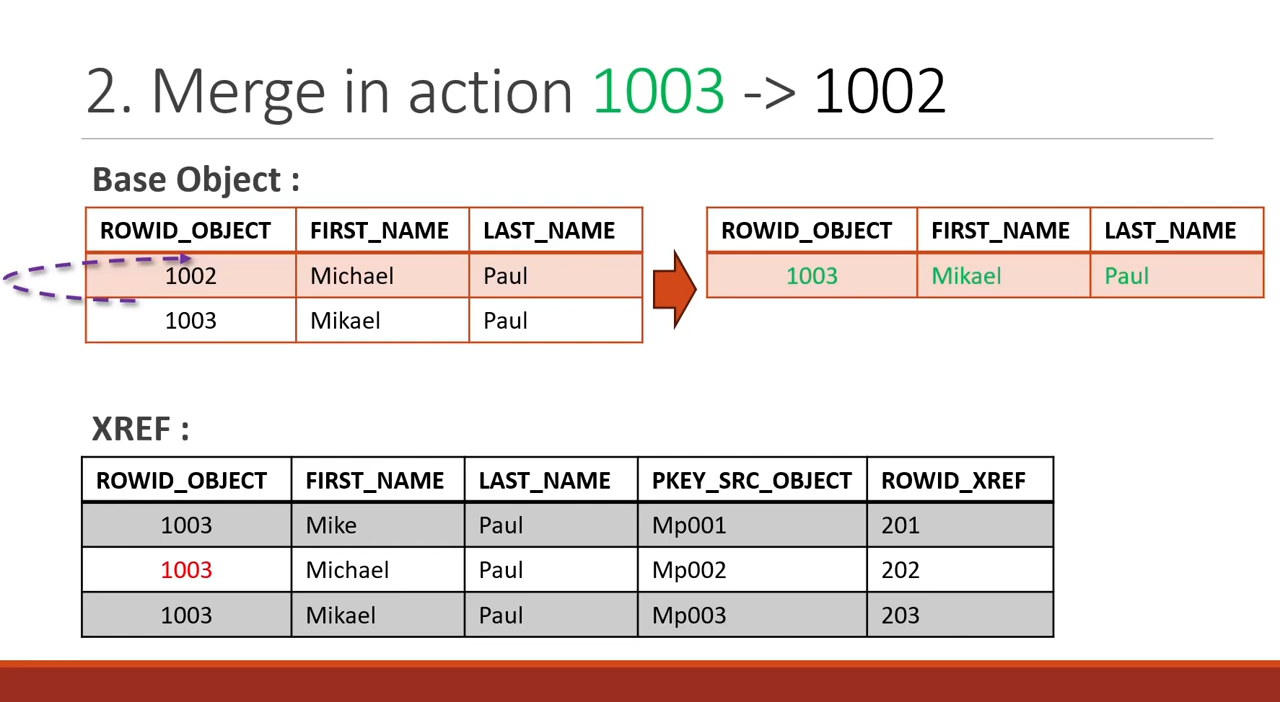 2. Merge in action 1003 -> 1002
Base Object :
ROWID_OBJECT FIRST_NAME LAST_NAME
1002 Michael Paul
1003 Mikael Paul
ROWID_OBJECT FIRST_NAME LAST_NAME
1003 Mikael Paul
XREF :
ROWID_OBJECT FIRST_NAME LAST_NAME PKEY_SRC_OBJECT ROWID_XREF
1003 Mike Paul Mp001 201
1003 Michael Paul Mp002 202
1003 Mikael Paul Mp003 203